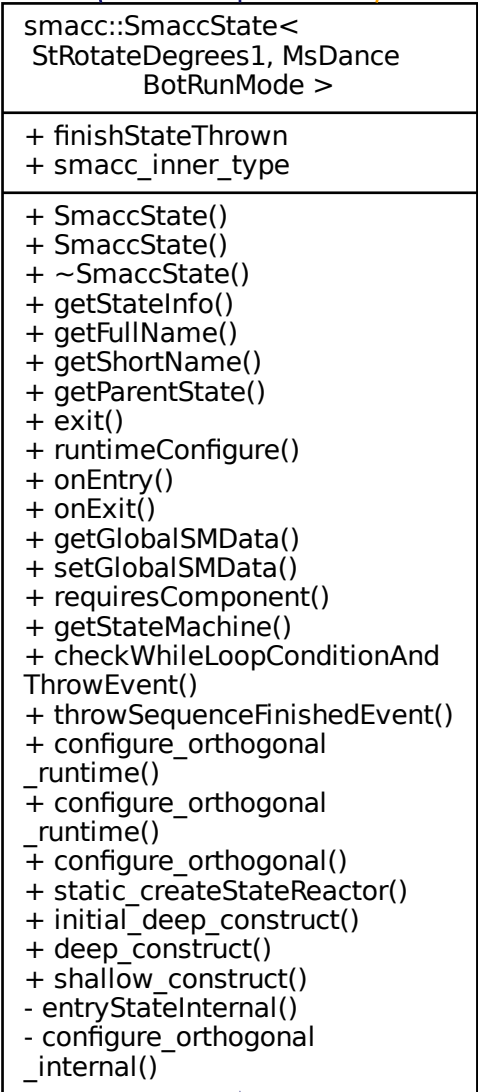 smacc::SmaccState<
StRotateDegrees1, MsDance
BotRunMode >
+ finishStateThrown
+ smacc_inner_type
+ SmaccState()
+ SmaccState()
+ ~SmaccState()
+ getStateInfo()
+ getFullName()
+ getShortName()
+ getParentState()
+ exit()
+ runtimeConfigure()
+ onEntry()
+ onExit()
+ getGlobalSMData()
+ setGlobalSMData()
+ requiresComponent()
+ getStateMachine()
+ checkWhileLoopConditionAnd
ThrowEvent()
+ throwSequenceFinishedEvent()
+ configure_orthogonal
_runtime()
+ configure_orthogonal
_runtime()
+ configure_orthogonal()
+ static_createStateReactor()
+ initial_deep_construct()
+ deep_construct()
+ shallow_construct()
- entryStateInternal()
- configure_orthogonal
_internal()